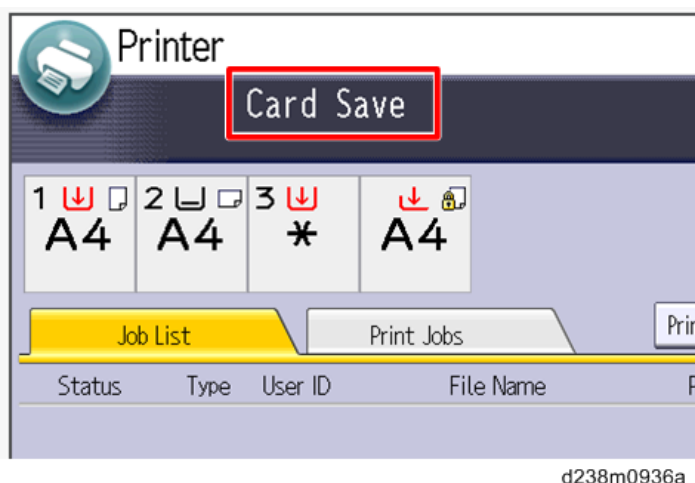 Printer
Card Save
1 2 3
A4 A4 * A4
Job List Print Jobs
Status Type User ID File Name
d238m0936a